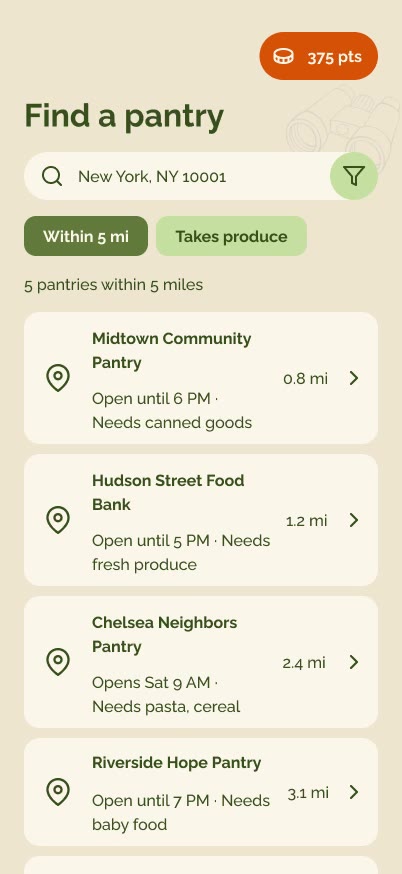 375 pts
Find a pantry
New York, NY 10001
Within 5 mi
Takes produce
5 pantries within 5 miles
Midtown Community
Pantry
Open until 6 PM ·
Needs canned goods
0.8 mi
Hudson Street Food
Bank
Open until 5 PM · Needs
fresh produce
1.2 mi
Chelsea Neighbors
Pantry
Opens Sat 9 AM ·
Needs pasta, cereal
2.4 mi
Riverside Hope Pantry
Open until 7 PM · Needs
baby food
3.1 mi